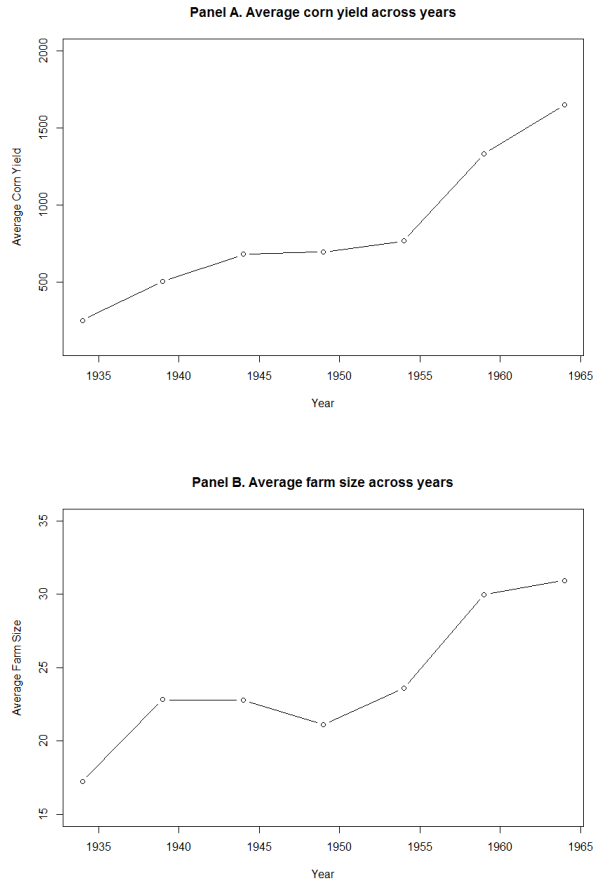 Panel A. Average corn yield across years
2000
1500
1000
500
Average Corn Yield
1935 1940 1945 1950 1955 1960 1965
Year
Panel B. Average farm size across years
35
30
25
20
15
Average Farm Size
1935 1940 1945 1950 1955 1960 1965
Year